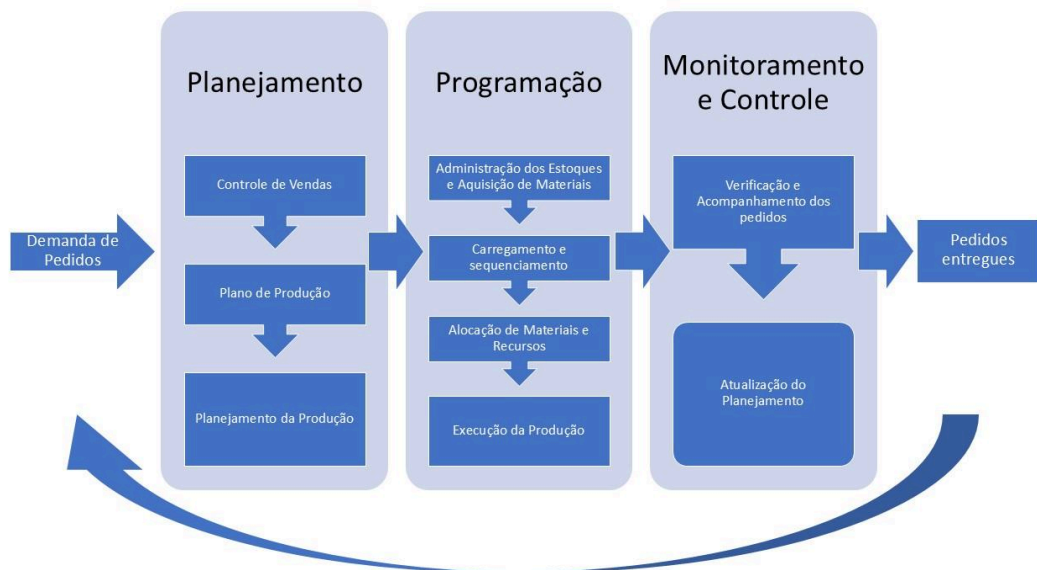 Demanda de
Pedidos
Planejamento
Controle de Vendas
Plano de Produção
Planejamento da Produção
Programação
Administração dos Estoques
e Aquisição de Materiais
Carregamento e
sequenciamento
Alocação de Materiais e
Recursos
Execução da Produção
Monitoramento
e Controle
Verificação e
Acompanhamento dos
pedidos
Atualização do
Planejamento
Pedidos
entregues